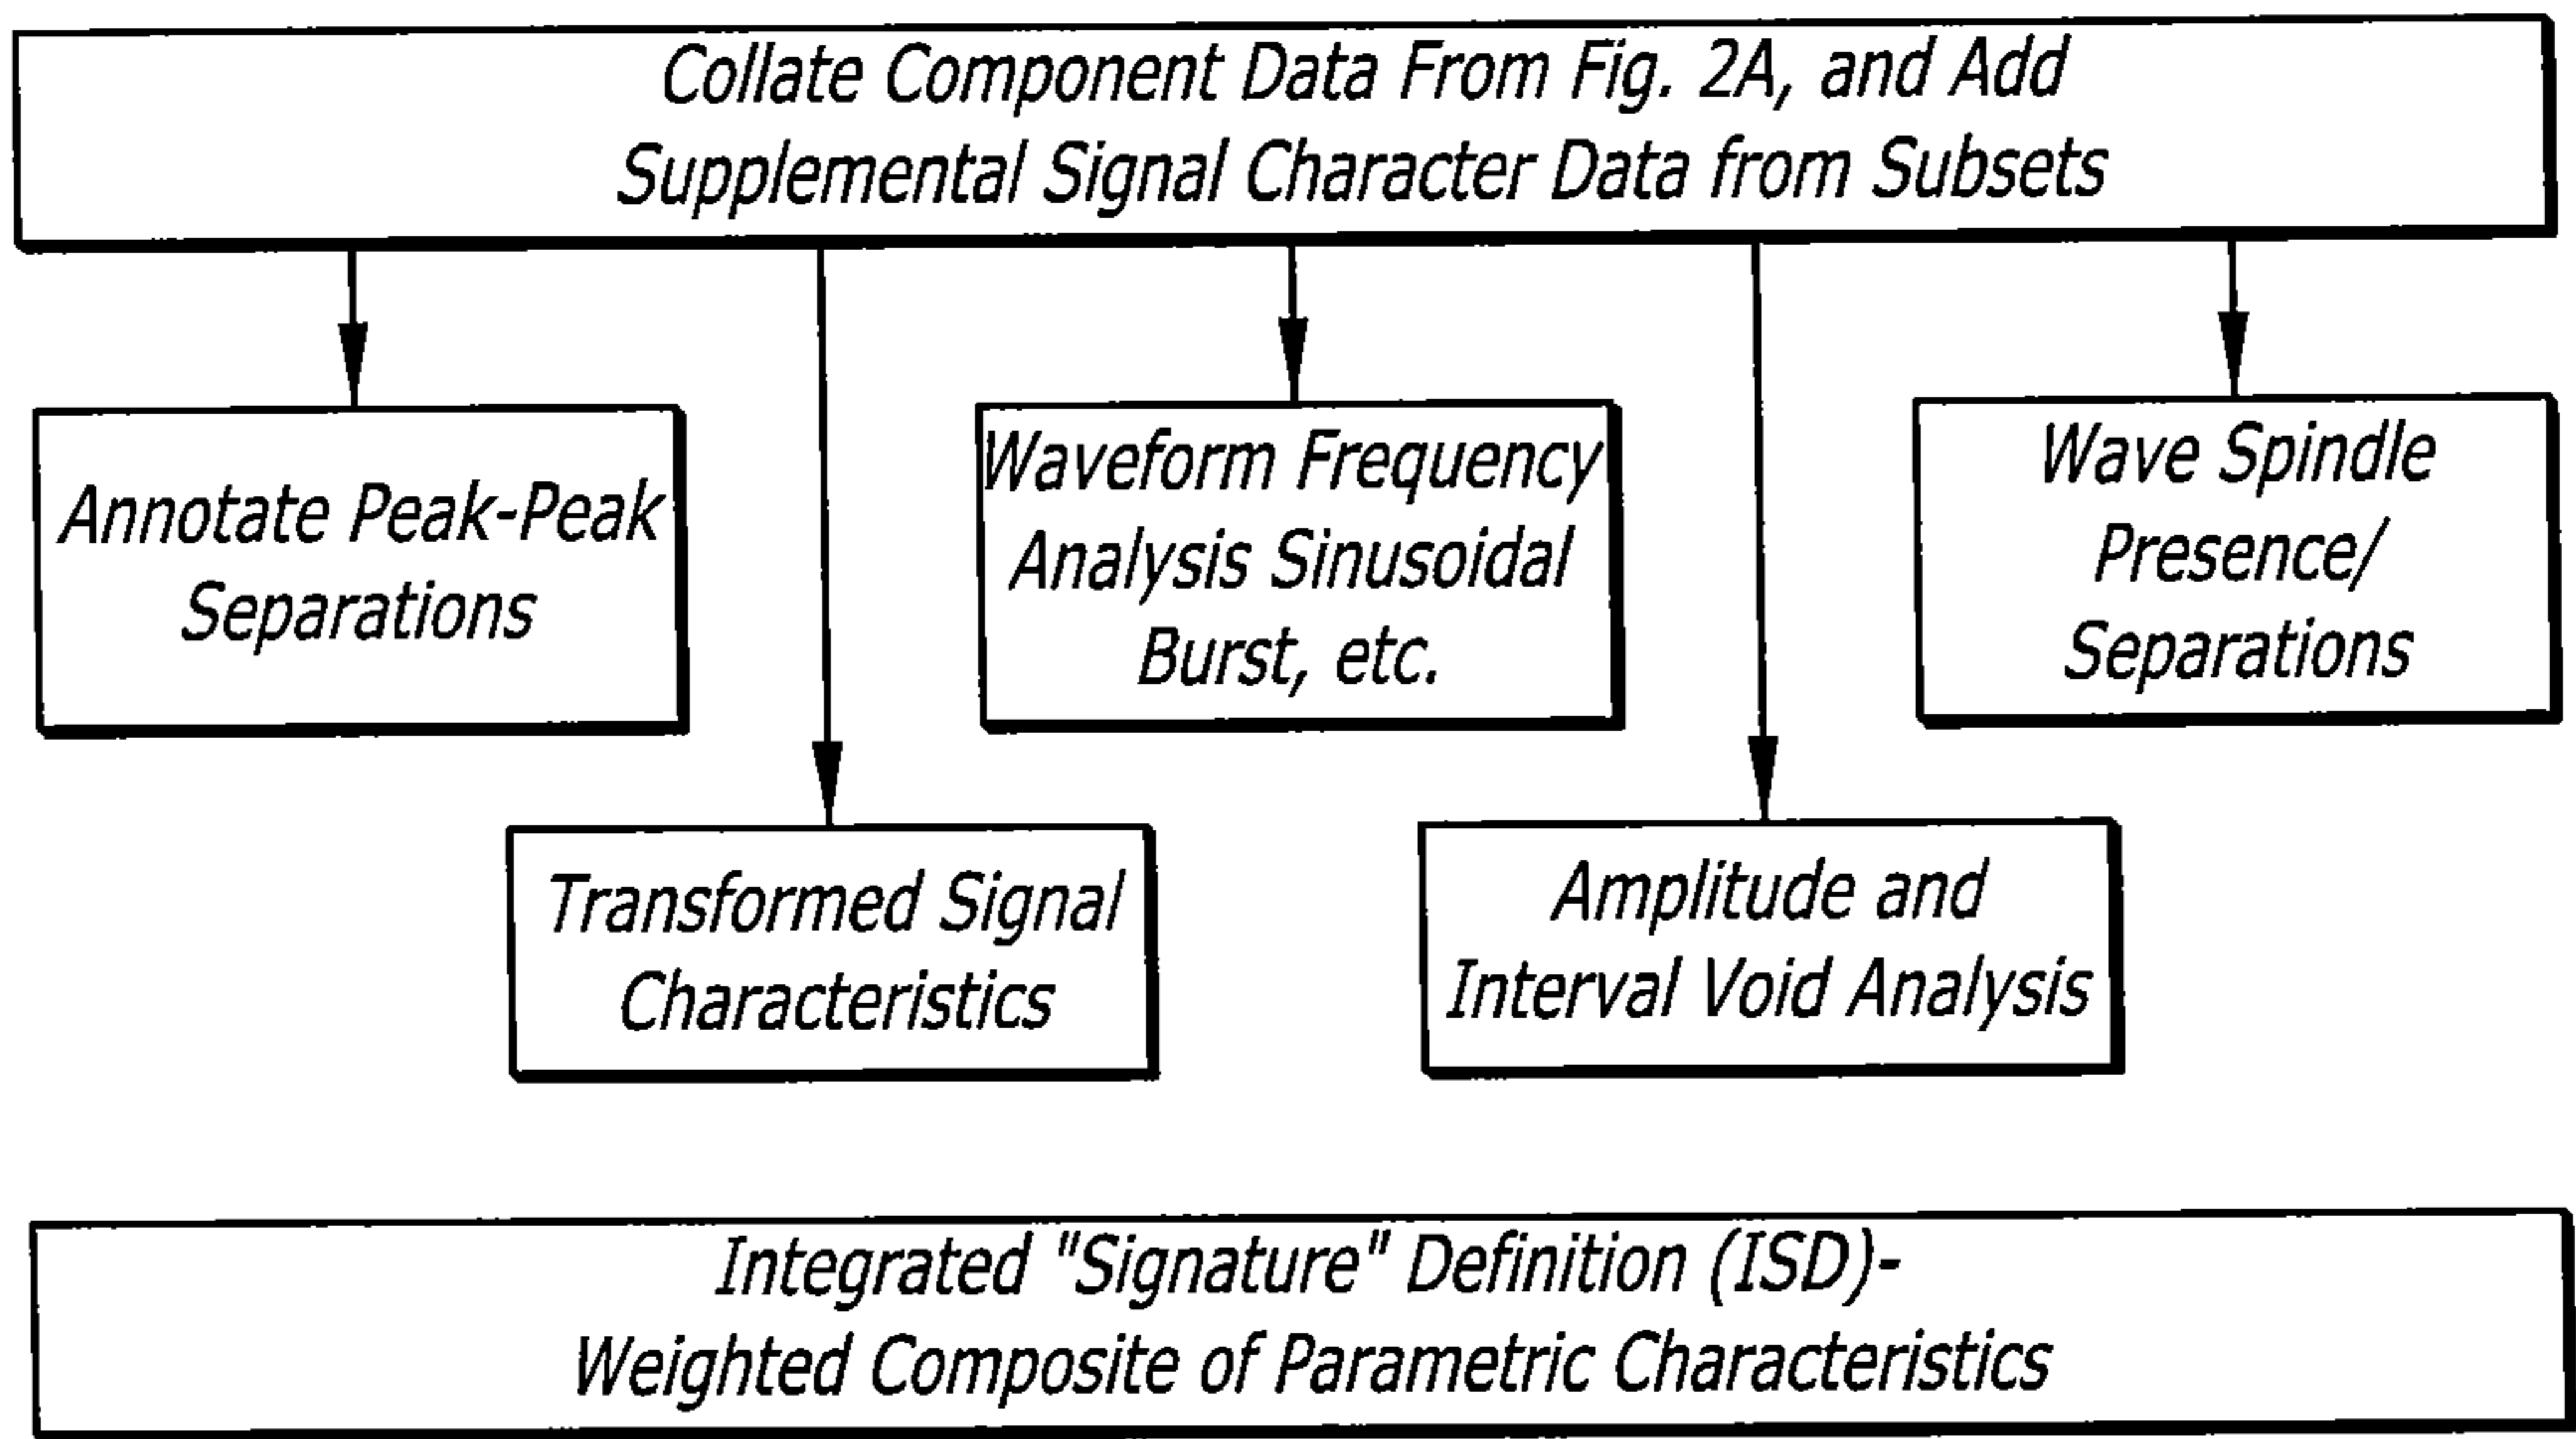 Collate Component Data From Fig. 2A, and Add
Supplemental Signal Character Data from Subsets
Annotate Peak-Peak
Separations
Waveform Frequency
Analysis Sinusoidal
Burst, etc.
Wave Spindle
Presence/
Separations
Transformed Signal
Characteristics
Amplitude and
Interval Void Analysis
Integrated "Signature" Definition (ISD)-
Weighted Composite of Parametric Characteristics